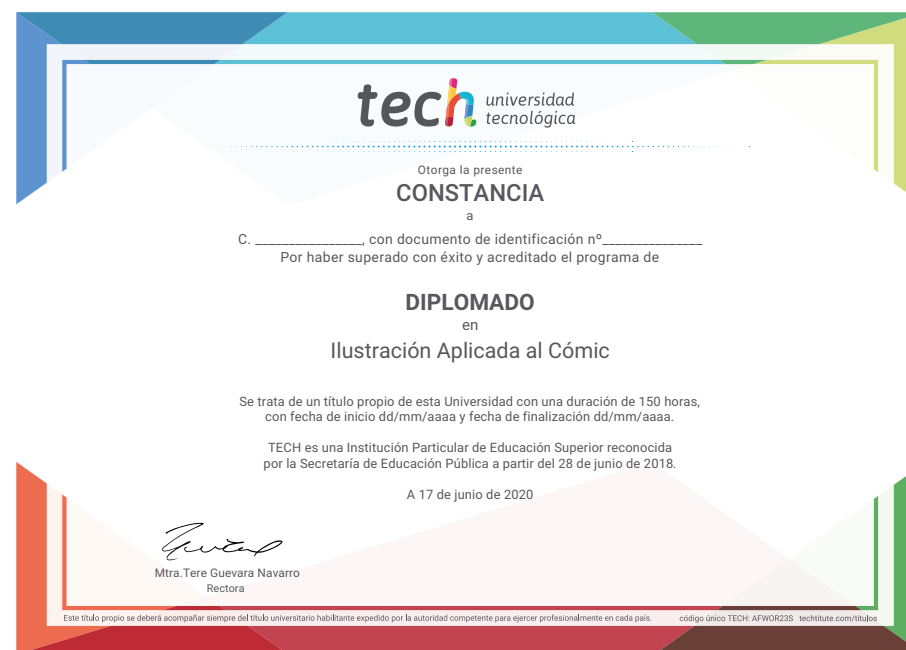 tech universidad
tecnológica
Otorga la presente
CONSTANCIA
a
C. ________________, con documento de identificación nº_______________
Por haber superado con éxito y acreditado el programa de
DIPLOMADO
en
Ilustración Aplicada al Cómic
Se trata de un título propio de esta Universidad con una duración de 150 horas,
con fecha de inicio dd/mm/aaaa y fecha de finalización dd/mm/aaaa.
TECH es una Institución Particular de Educación Superior reconocida
por la Secretaría de Educación Pública a partir del 28 de junio de 2018.
A 17 de junio de 2020
Mtra.Tere Guevara Navarro
Rectora
Este título propio se deberá acompañar siempre del título universitario habilitante expedido por la autoridad competente para ejercer profesionalmente en cada país. código único TECH: AFWOR23S techtitute.com/titulos